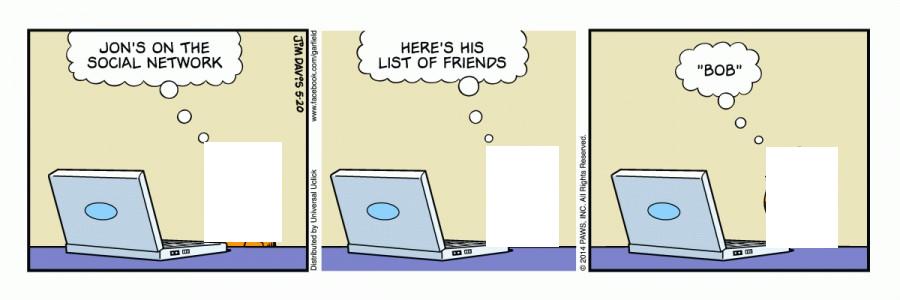 JON'S ON THE
SOCIAL NETWORK
JIM DAVIS 5-20
www.facebook.com/garfield
Distributed by Universal Uclick
HERE'S HIS
LIST OF FRIENDS
© 2014 PAWS, INC. All Rights Reserved.
"BOB"